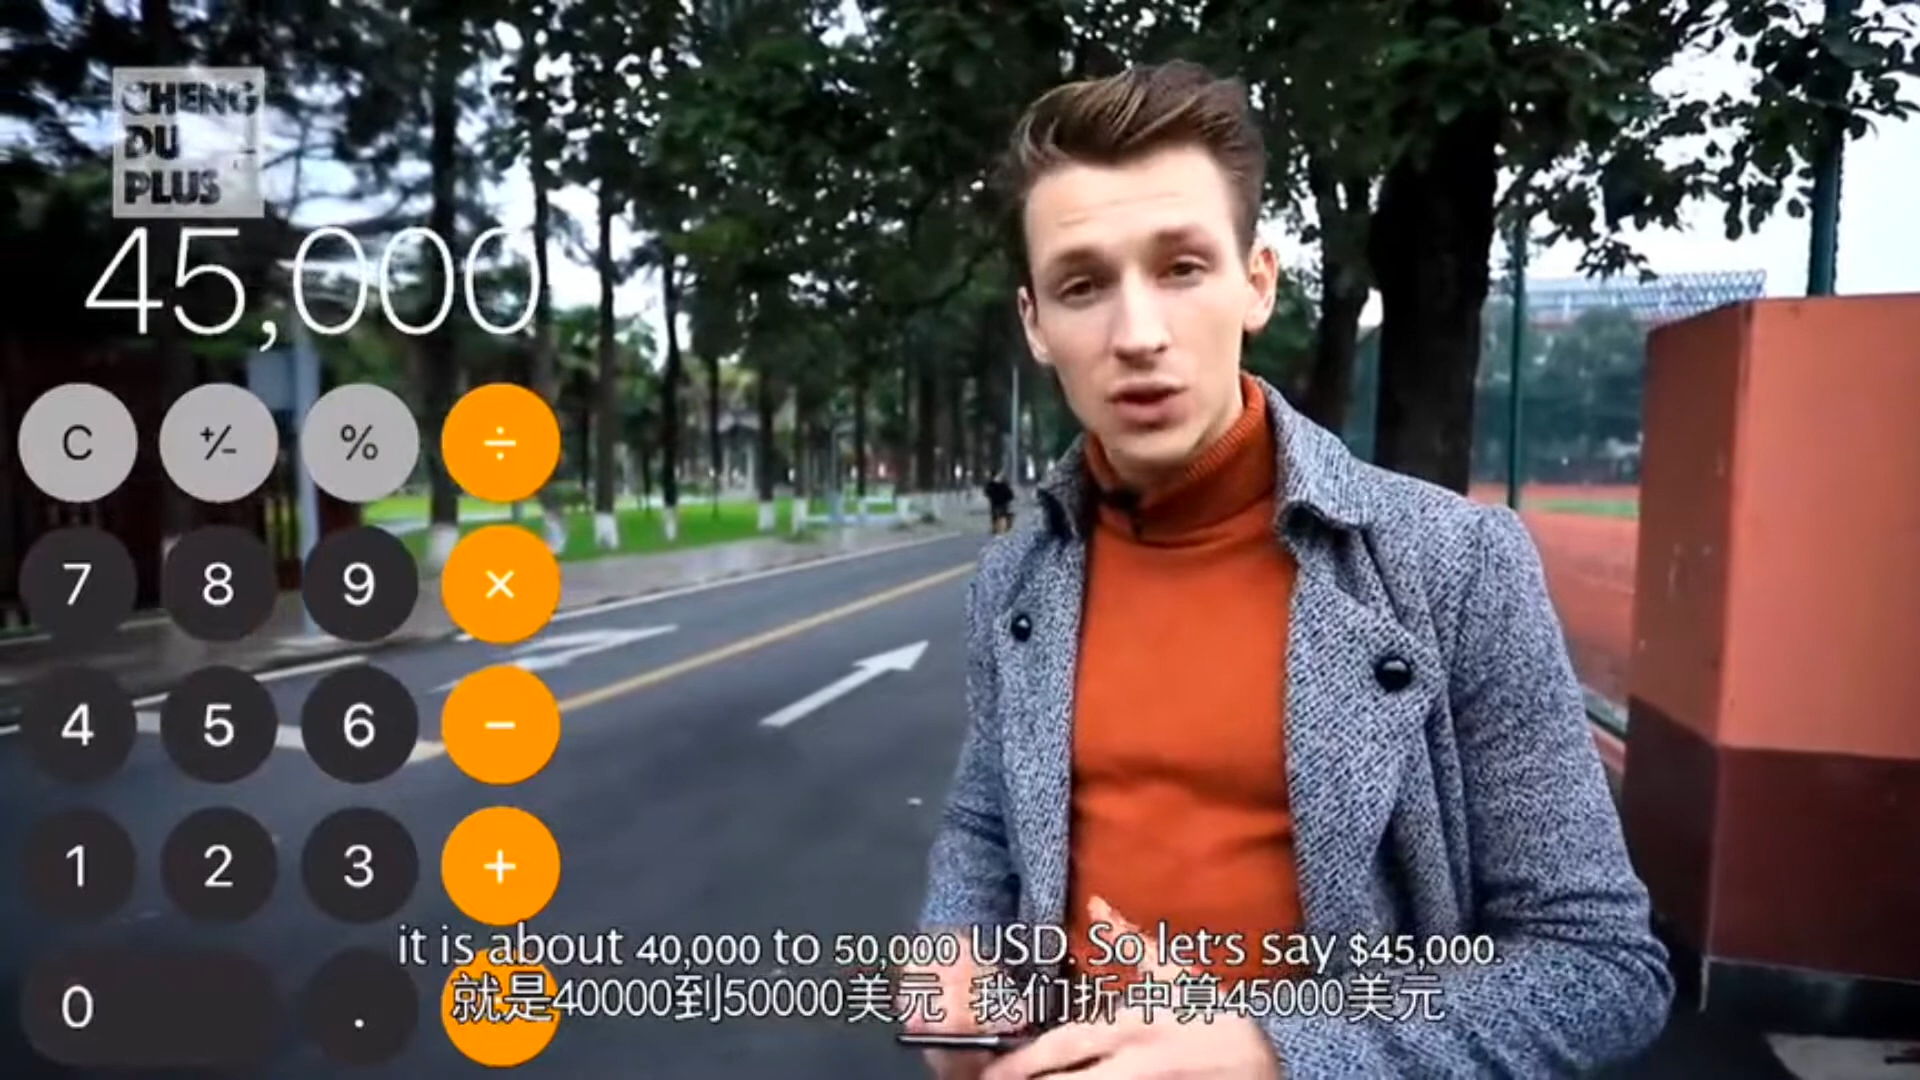 CHENG
DU
PLUS
45,000
C +/- % ÷
7 8 9 ×
4 5 6 −
1 2 3 +
0 .
it is about 40,000 to 50,000 USD. So let's say $45,000.
就是40000到50000美元 我们折中算45000美元